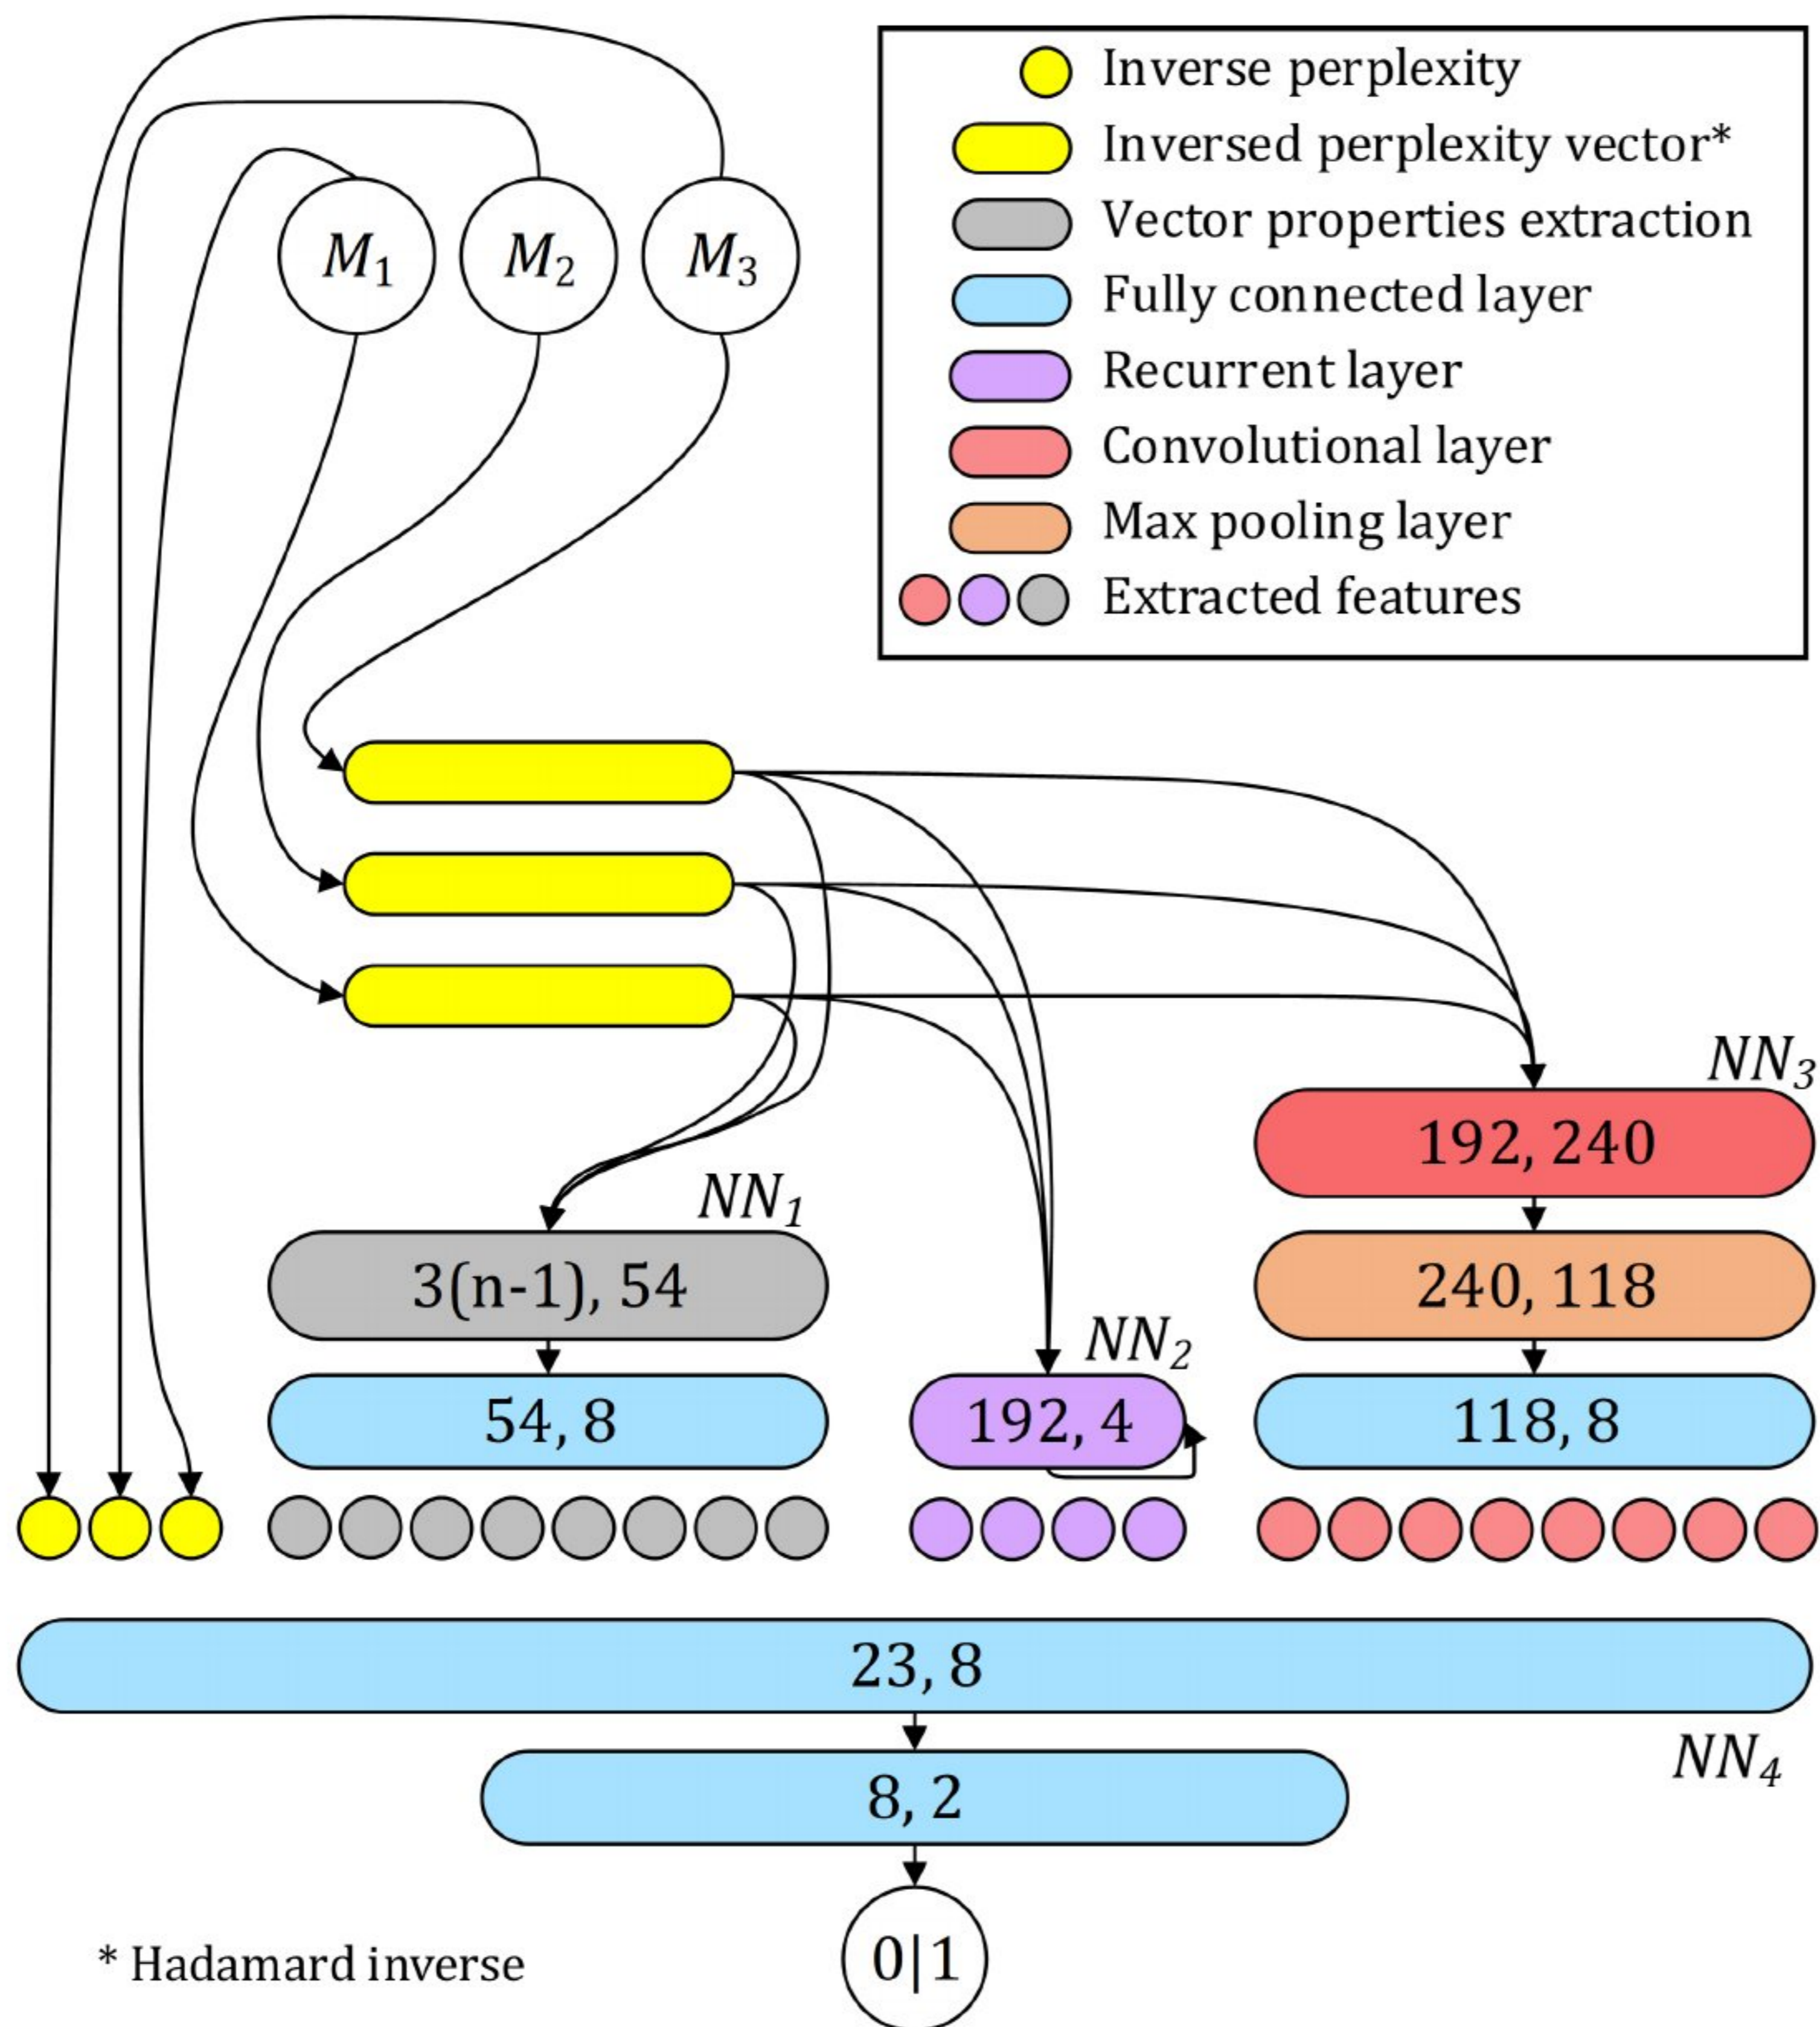 Inverse perplexity
Inversed perplexity vector*
Vector properties extraction
Fully connected layer
Recurrent layer
Convolutional layer
Max pooling layer
Extracted features
M₁
M₂
M₃
NN₃
192, 240
NN₁
3(n-1), 54
240, 118
NN₂
54, 8
192, 4
118, 8
23, 8
NN₄
8, 2
0|1
* Hadamard inverse